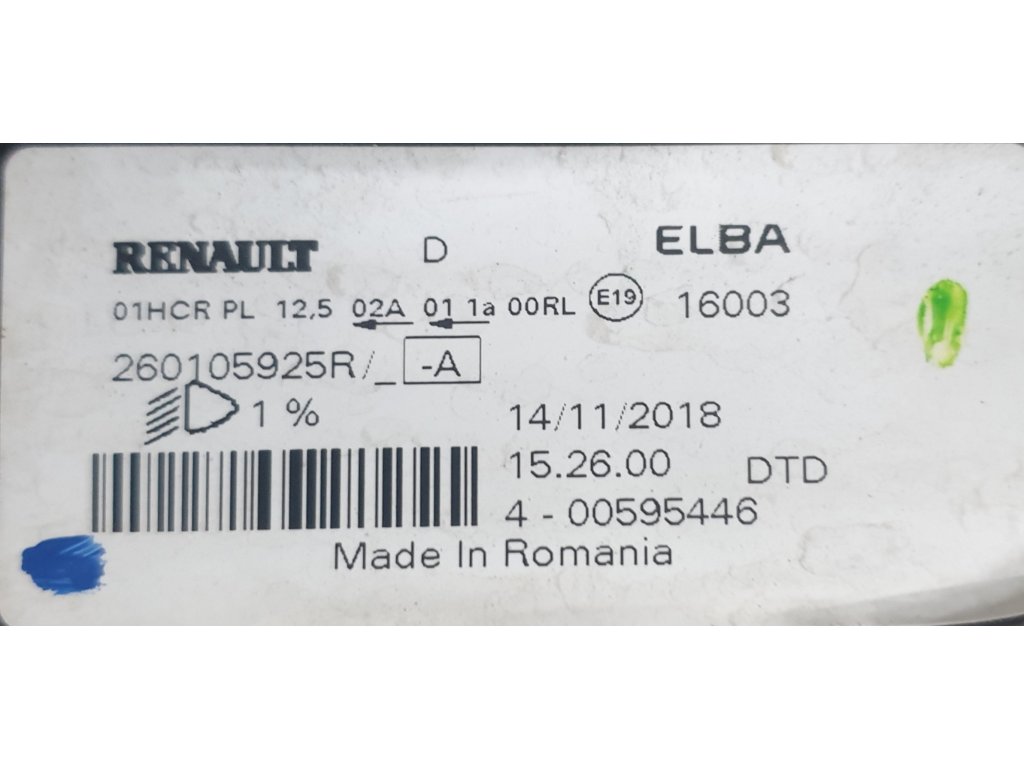 RENAULT D ELBA
01HCR PL 12,5 02A 01 1a 00RL E19 16003
260105925R/_ -A
1 % 14/11/2018
15.26.00 DTD
4 - 00595446
Made In Romania